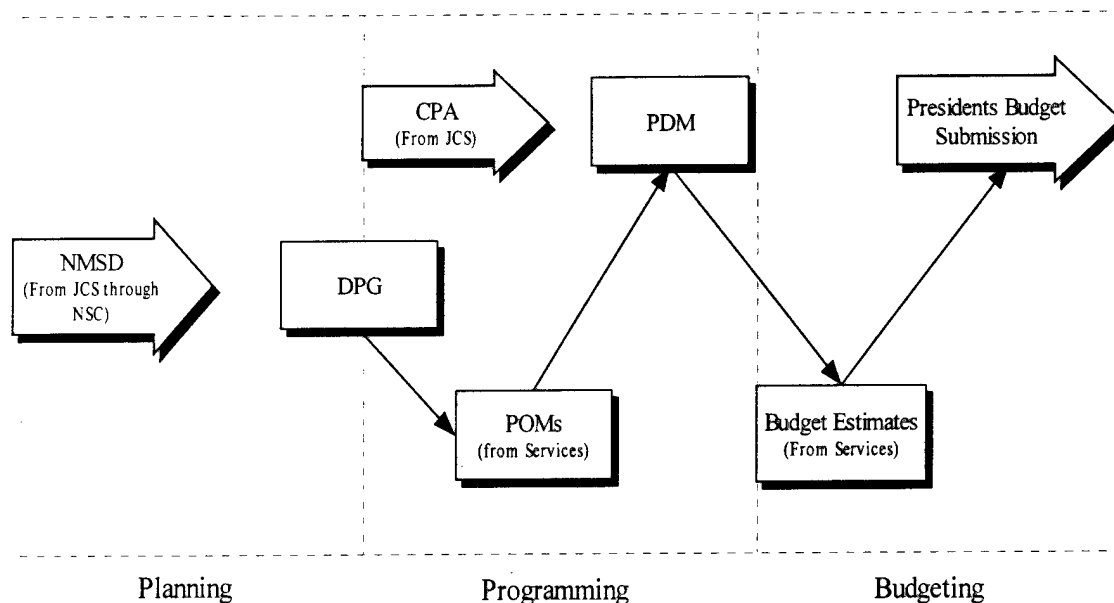 CPA
(From JCS)
PDM
Presidents Budget
Submission
NMSD
(From JCS through
NSC)
DPG
POMs
(from Services)
Budget Estimates
(From Services)
Planning
Programming
Budgeting